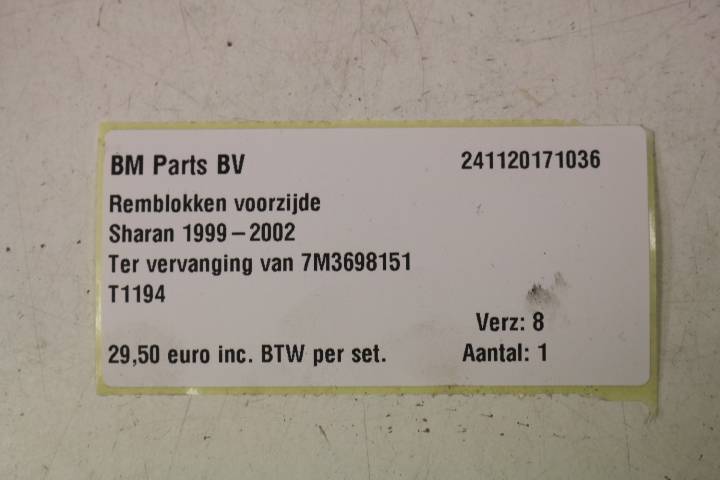 BM Parts BV 241120171036
Remblokken voorzijde
Sharan 1999 – 2002
Ter vervanging van 7M3698151
T1194
Verz: 8
29,50 euro inc. BTW per set. Aantal: 1